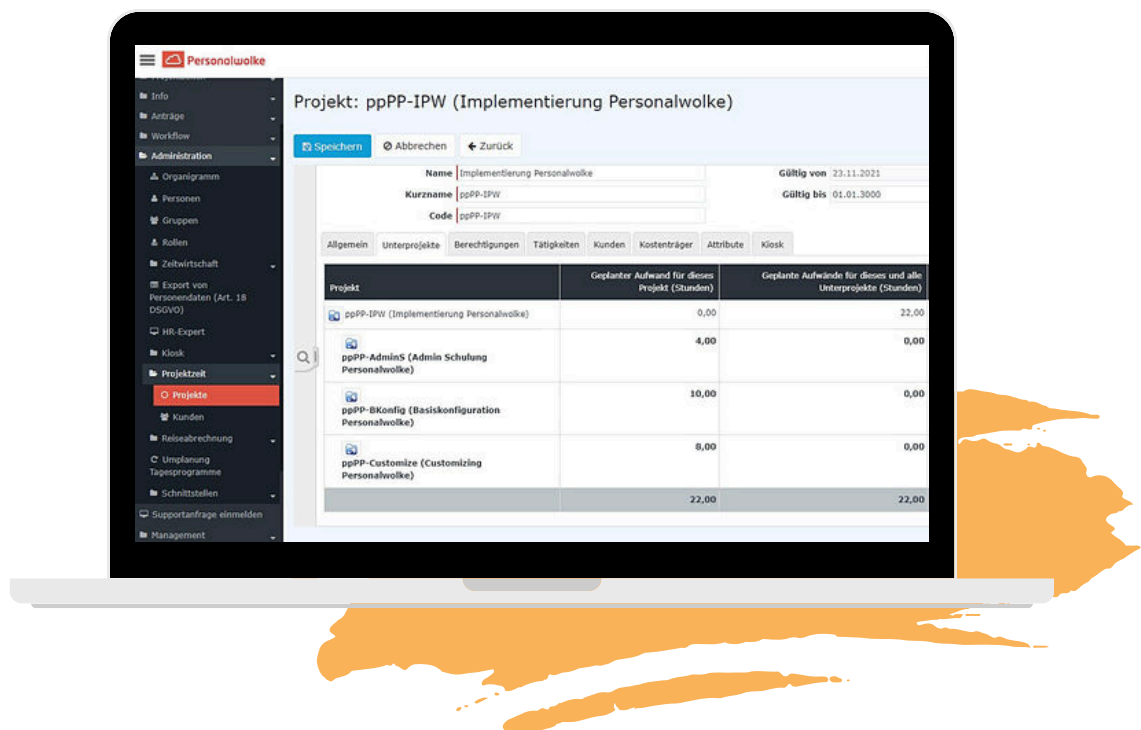 Personalwolke
Info
Anträge
Workflow
Administration
Organigramm
Personen
Gruppen
Rollen
Zeitwirtschaft
Export von
Personendaten (Art. 18
DSGVO)
HR-Expert
Kiosk
Projektzeit
Projekte
Kunden
Reiseabrechnung
Umplanung
Tagesprogramme
Schnittstellen
Supportanfrage einmelden
Management
Projekt: ppPP-IPW (Implementierung Personalwolke)
Speichern Abbrechen Zurück
Name Implementierung Personalwolke Gültig von 23.11.2021
Kurzname ppPP-IPW Gültig bis 01.01.3000
Code ppPP-IPW
Allgemein Unterprojekte Berechtigungen Tätigkeiten Kunden Kostenträger Attribute Kiosk
Geplanter Aufwand für dieses Geplante Aufwände für dieses und alle
Projekt Projekt (Stunden) Unterprojekte (Stunden)
ppPP-IPW (Implementierung Personalwolke) 0,00 22,00
4,00 0,00
ppPP-AdminS (Admin Schulung
Personalwolke)
10,00 0,00
ppPP-BKonfig (Basiskonfiguration
Personalwolke)
8,00 0,00
ppPP-Customize (Customizing
Personalwolke)
22,00 22,00